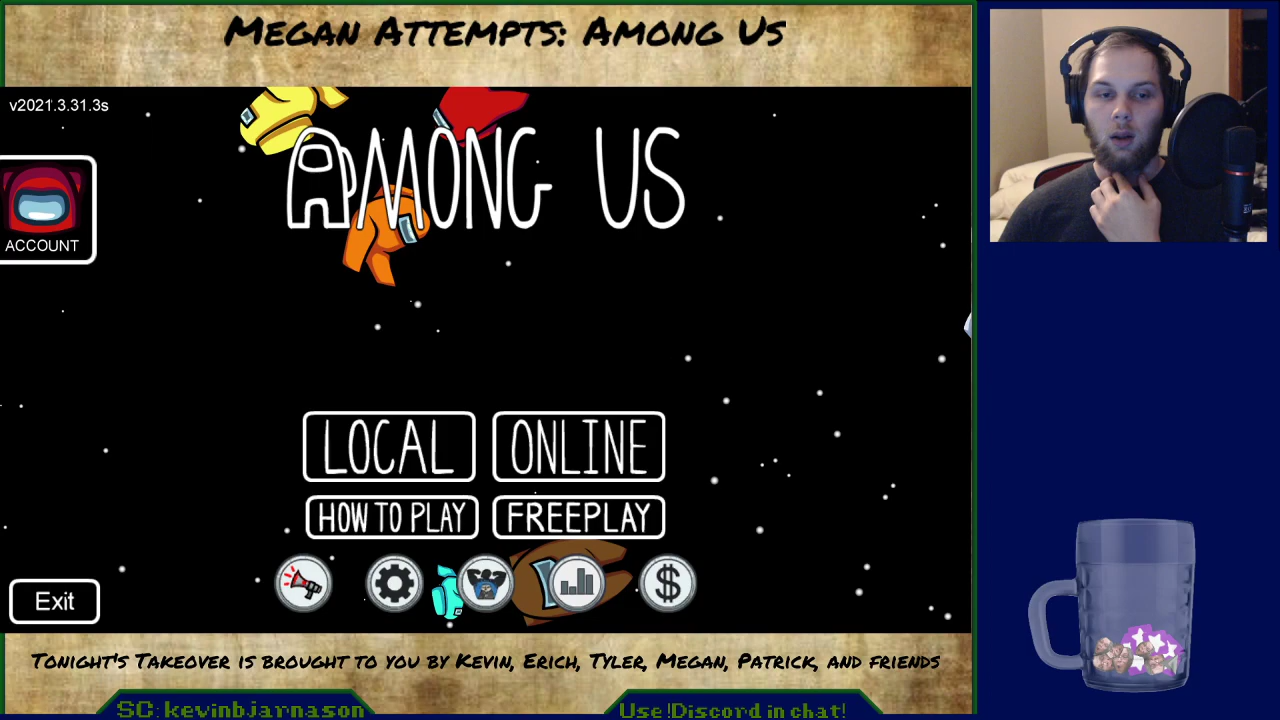 Megan Attempts: Among Us
v2021.3.31.3s
AMONG US
ACCOUNT
LOCAL
ONLINE
HOW TO PLAY
FREEPLAY
$
Exit
Tonight's Takeover is brought to you by Kevin, Erich, Tyler, Megan, Patrick, and friends
SC: kevinbjarnason
Use !Discord in chat!